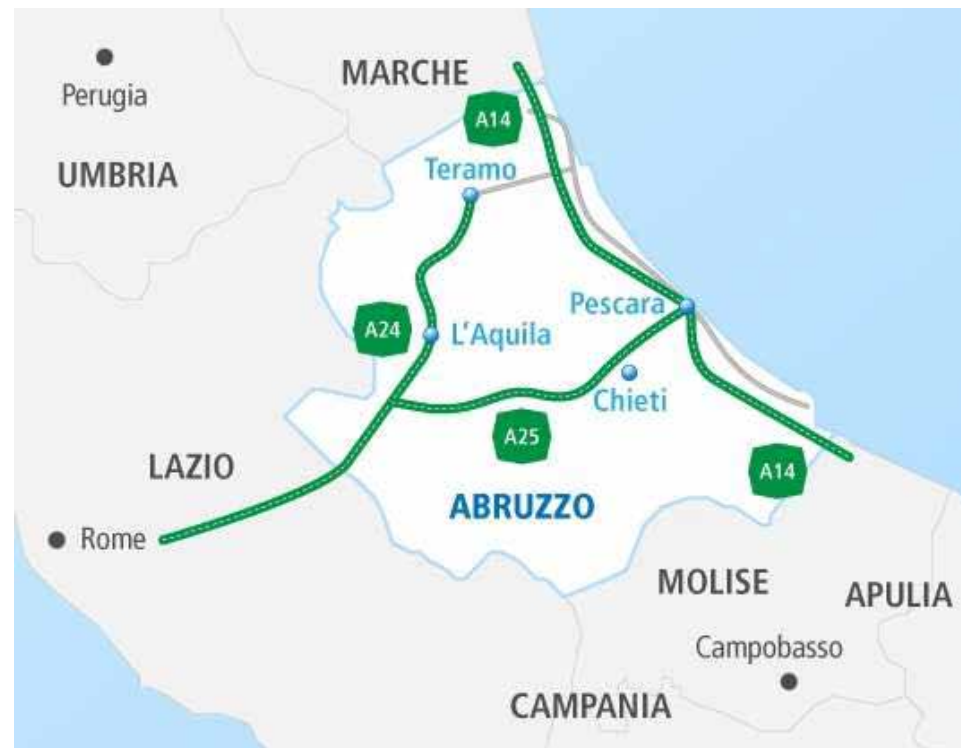 MARCHE
Perugia
A14
UMBRIA
Teramo
Pescara
A24
L'Aquila
Chieti
A25
LAZIO
A14
ABRUZZO
Rome
MOLISE
APULIA
Campobasso
CAMPANIA